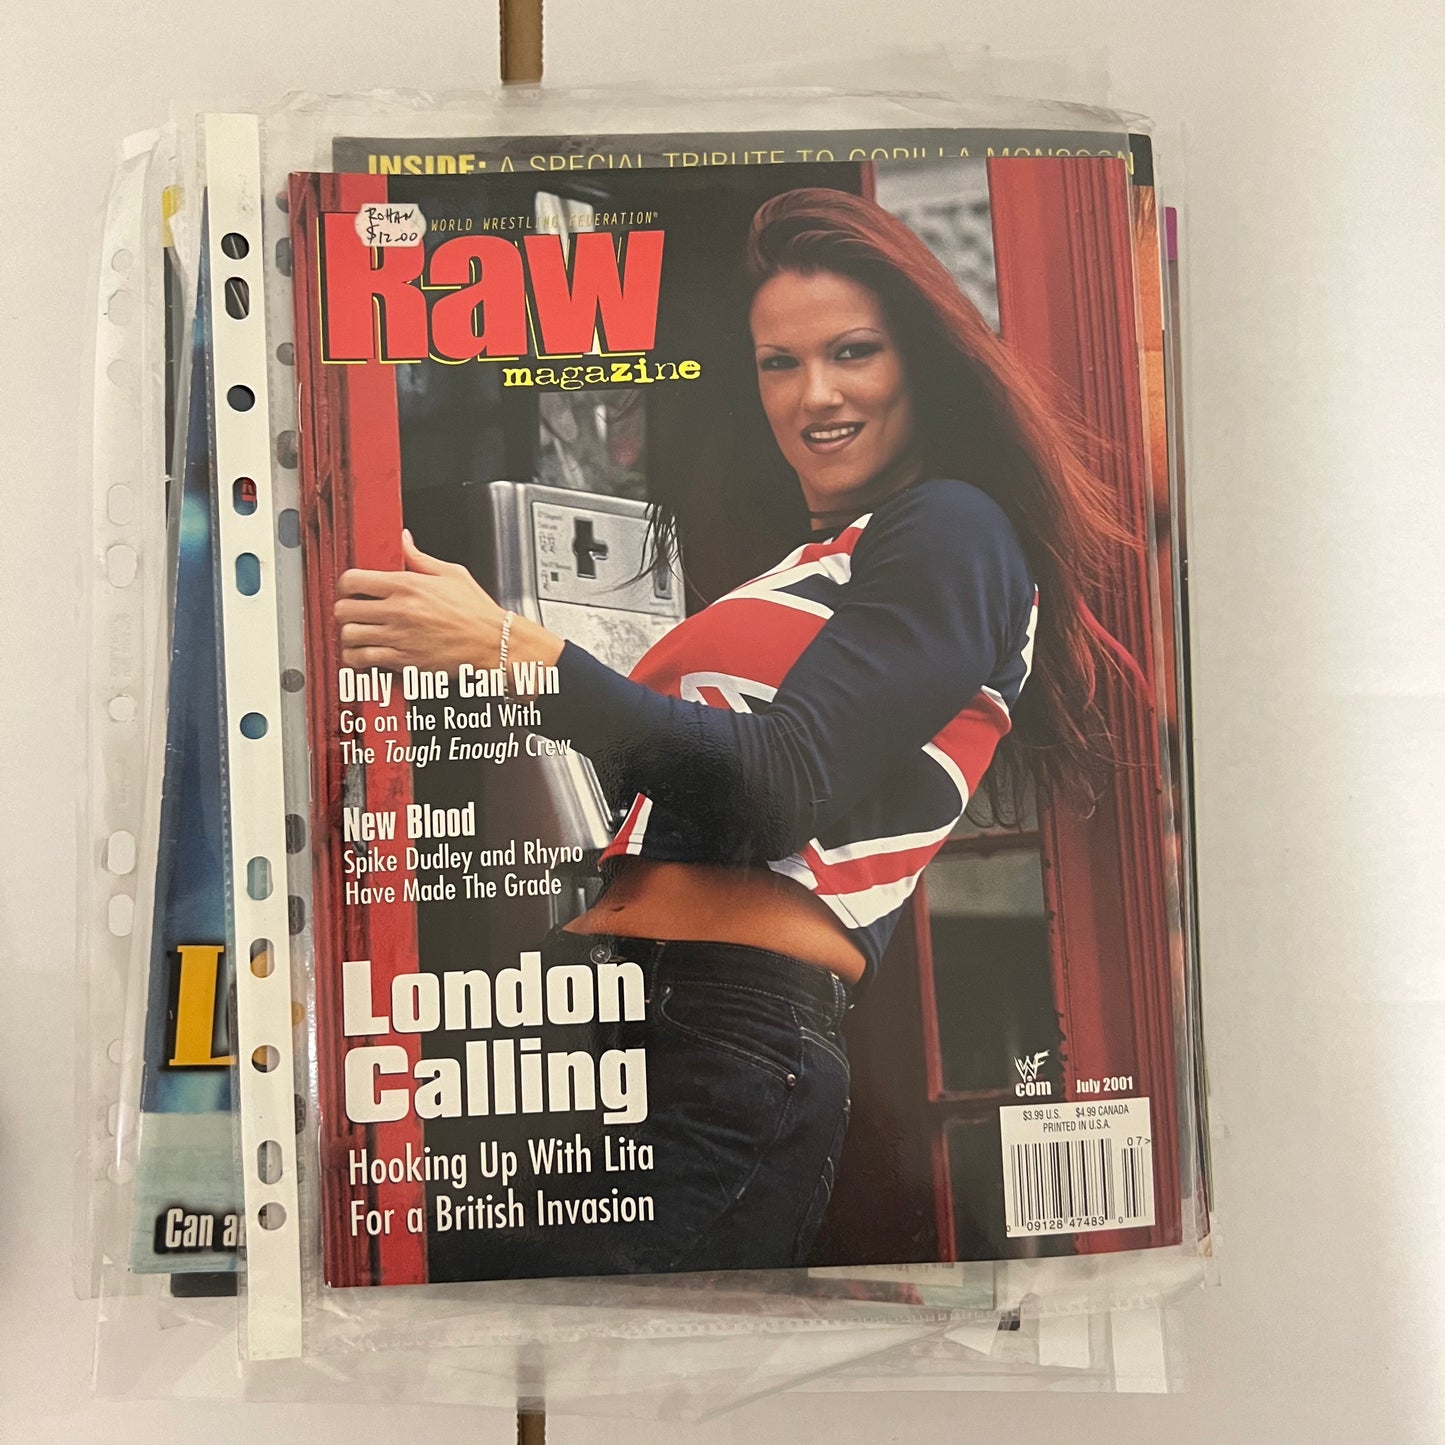 INSIDE: A SPECIAL TRIBUTE TO GORILLA MONSOON
ROHAN
$12.00
WORLD WRESTLING FEDERATION®
Raw
magazine
Only One Can Win
Go on the Road With
The Tough Enough Crew
New Blood
Spike Dudley and Rhyno
Have Made The Grade
London
Calling
Hooking Up With Lita
For a British Invasion
WF
com
July 2001
$3.99 U.S. $4.99 CANADA
PRINTED IN U.S.A.
07>
0 09128 47483 0
L
Can a